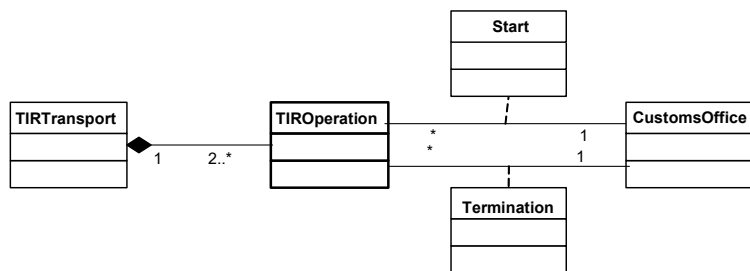 Start
TIRTransport
TIROperation
CustomsOffice
* 1
* 1
1 2..*
Termination